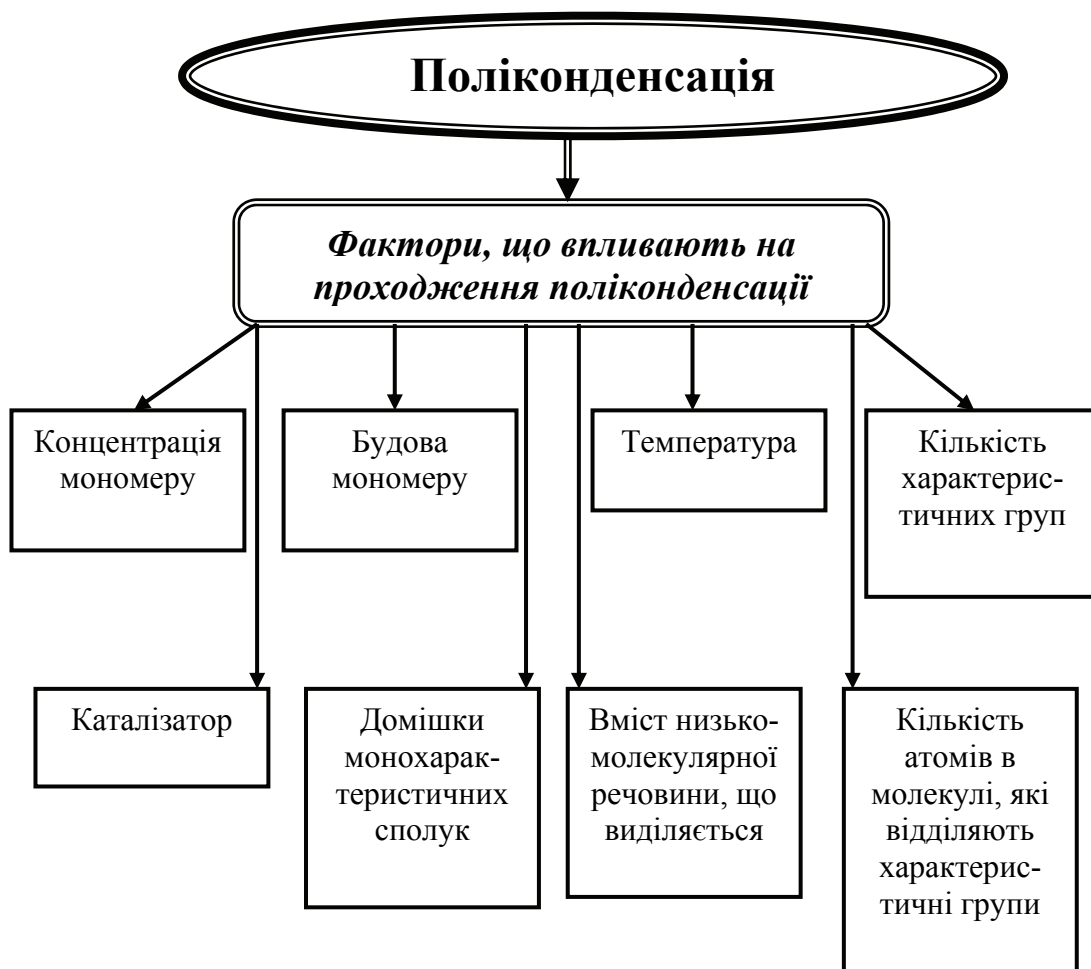 Поліконденсація
Фактори, що впливають на
проходження поліконденсації
Концентрація
мономеру
Будова
мономеру
Температура
Кількість
характерис-
тичних груп
Каталізатор
Домішки
монохарак-
теристичних
сполук
Вміст низько-
молекулярної
речовини, що
виділяється
Кількість
атомів в
молекулі, які
відділяють
характерис-
тичні групи